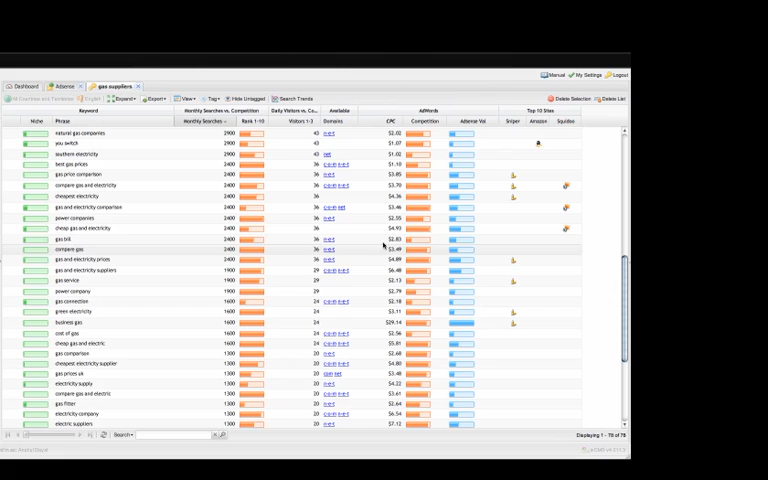 Manual My Settings Logout
Dashboard Adsense gas suppliers
Expand Export View Tag Hide Untagged Search Trends Delete Selection Delete List
Keyword Monthly Searches vs. Competition Daily Visitors vs. Co... Available AdWords Top 10 Sites
Niche Phrase Monthly Searches Rank 1-10 Visitors 1-3 Domains CPC Competition Adsense Val Sniper Amazon Squidoo
natural gas companies 2900 43 n-e-t $2.02
you switch 2900 43 $1.07
southern electricity 2900 43 net $1.02
best gas prices 2400 36 c-o-m n-e-t $1.10
gas price comparison 2400 36 $3.85
compare gas and electricity 2400 36 c-o-m n-e-t $3.70
cheapest electricity 2400 36 $4.36
gas and electricity comparison 2400 36 c-o-m net $3.46
power companies 2400 36 n-e-t $2.55
cheap gas and electricity 2400 36 $4.93
gas bill 2400 36 n-e-t $2.83
compare gas 2400 36 n-e-t $3.49
gas and electricity prices 2400 36 n-e-t $4.89
gas and electricity suppliers 1900 29 c-o-m n-e-t $6.48
gas service 1900 29 $2.13
power company 1900 29 $2.79
gas connection 1600 24 c-o-m n-e-t $2.18
green electricity 1600 24 $3.11
business gas 1600 24 $29.14
cost of gas 1600 24 c-o-m n-e-t $2.56
cheap gas and electric 1600 24 c-o-m n-e-t $5.81
gas comparison 1300 20 n-e-t $2.68
cheapest electricity supplier 1300 20 c-o-m n-e-t $4.80
gas prices uk 1300 20 com net $3.48
electricity supply 1300 20 n-e-t $4.22
compare gas and electric 1300 20 c-o-m n-e-t
gas fitter 1300 20 n-e-t $2.64
electricity company 1300 20 c-o-m n-e-t $6.54
electric suppliers 1300 20 n-e-t $7.12
Search Displaying 1 - 78 of 78